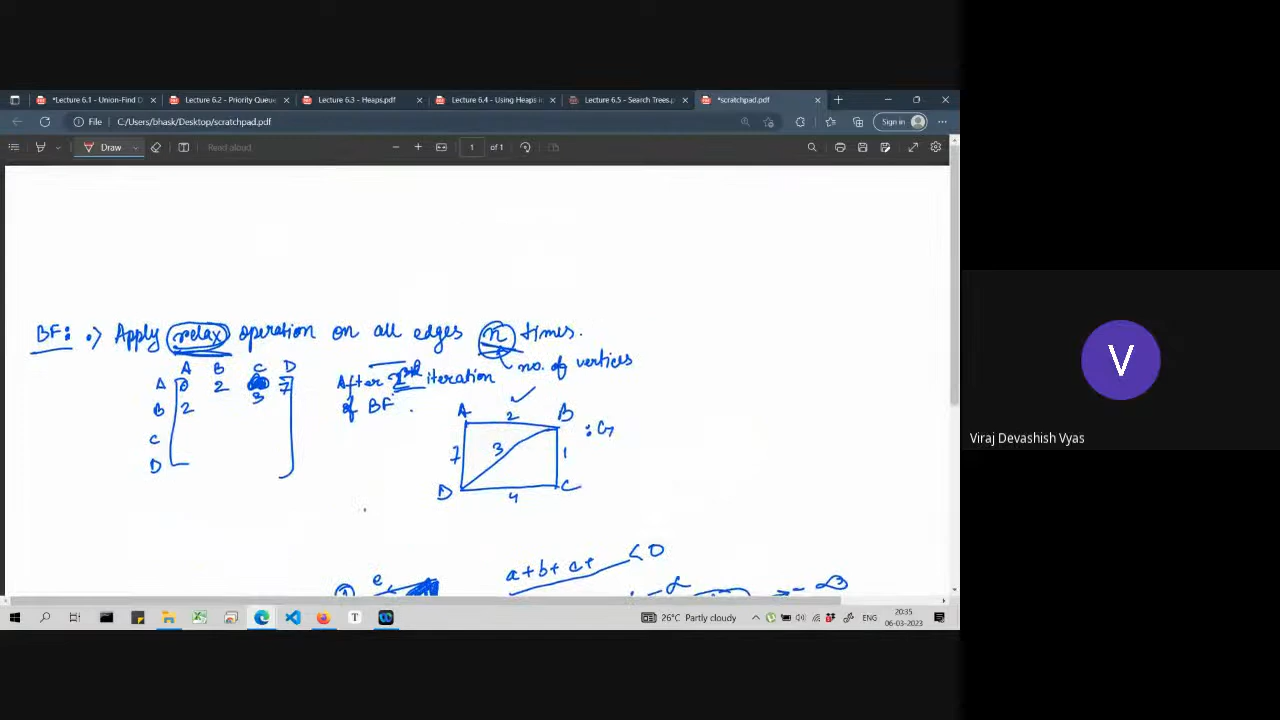 *Lecture 6.1 - Union-Find D
Lecture 6.2 - Priority Queue
Lecture 6.3 - Heaps.pdf
Lecture 6.4 - Using Heaps in
Lecture 6.5 - Search Trees.p
*scratchpad.pdf
File C:/Users/bhask/Desktop/scratchpad.pdf
Sign in
Draw
Read aloud
1 of 1
BF: :) Apply relax operation on all edges n times.
no. of vertices
A B C D
A 0 2 3 7
B 2
C
D
After iteration
of BF.
A 2 B
: G
7 3 1
D 4 C
a+b+c+ <0
e
26°C Partly cloudy
ENG
20:35
06-03-2023
V
Viraj Devashish Vyas